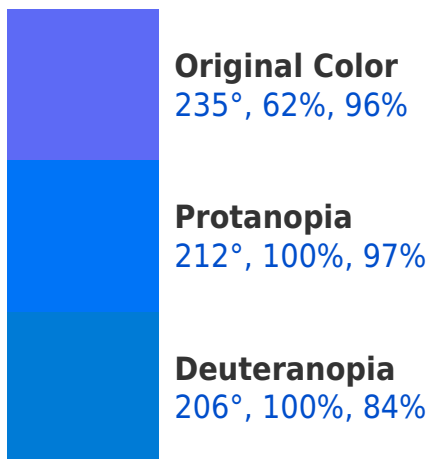 Original Color
235°, 62%, 96%
Protanopia
212°, 100%, 97%
Deuteranopia
206°, 100%, 84%